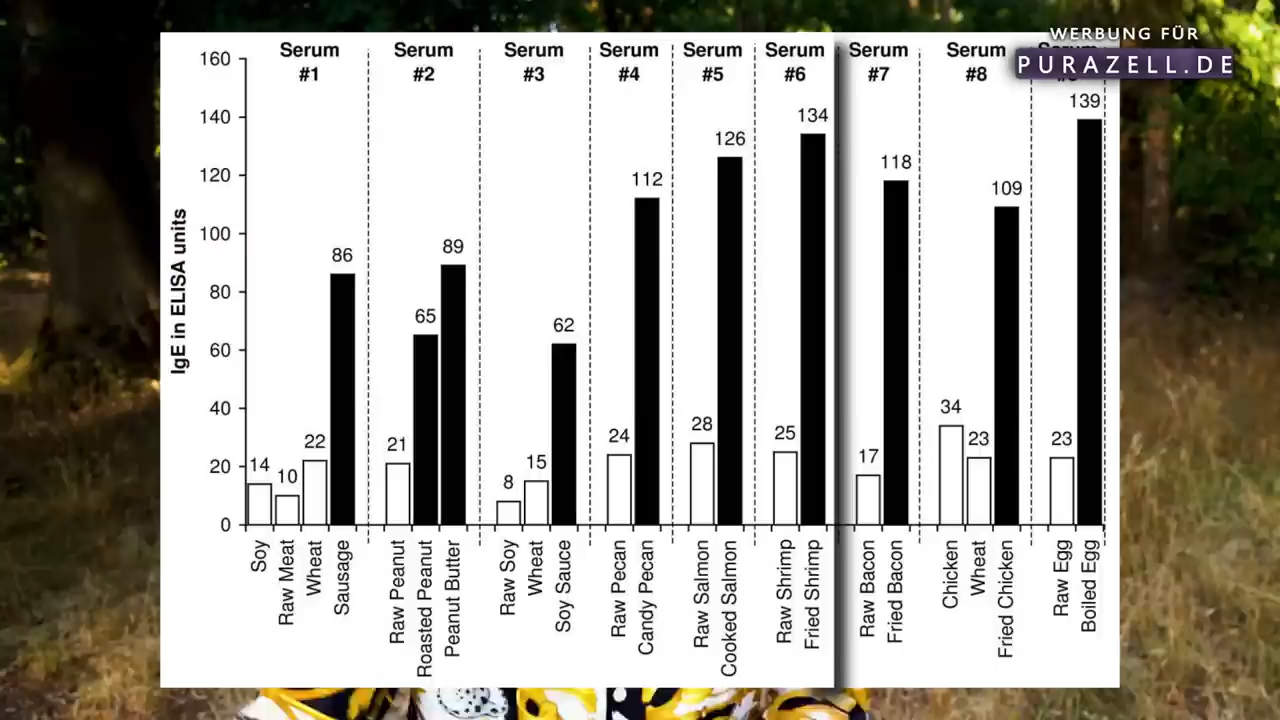 WERBUNG FÜR
PURAZELL.DE
Serum #1
Serum #2
Serum #3
Serum #4
Serum #5
Serum #6
Serum #7
Serum #8
Serum
IgE in ELISA units
160
140
120
100
80
60
40
20
0
14
10
22
86
21
65
89
8
15
62
24
112
28
126
25
134
17
118
34
23
109
23
139
Soy
Raw Meat
Wheat
Sausage
Raw Peanut
Roasted Peanut
Peanut Butter
Raw Soy
Wheat
Soy Sauce
Raw Pecan
Candy Pecan
Raw Salmon
Cooked Salmon
Raw Shrimp
Fried Shrimp
Raw Bacon
Fried Bacon
Chicken
Wheat
Fried Chicken
Raw Egg
Boiled Egg